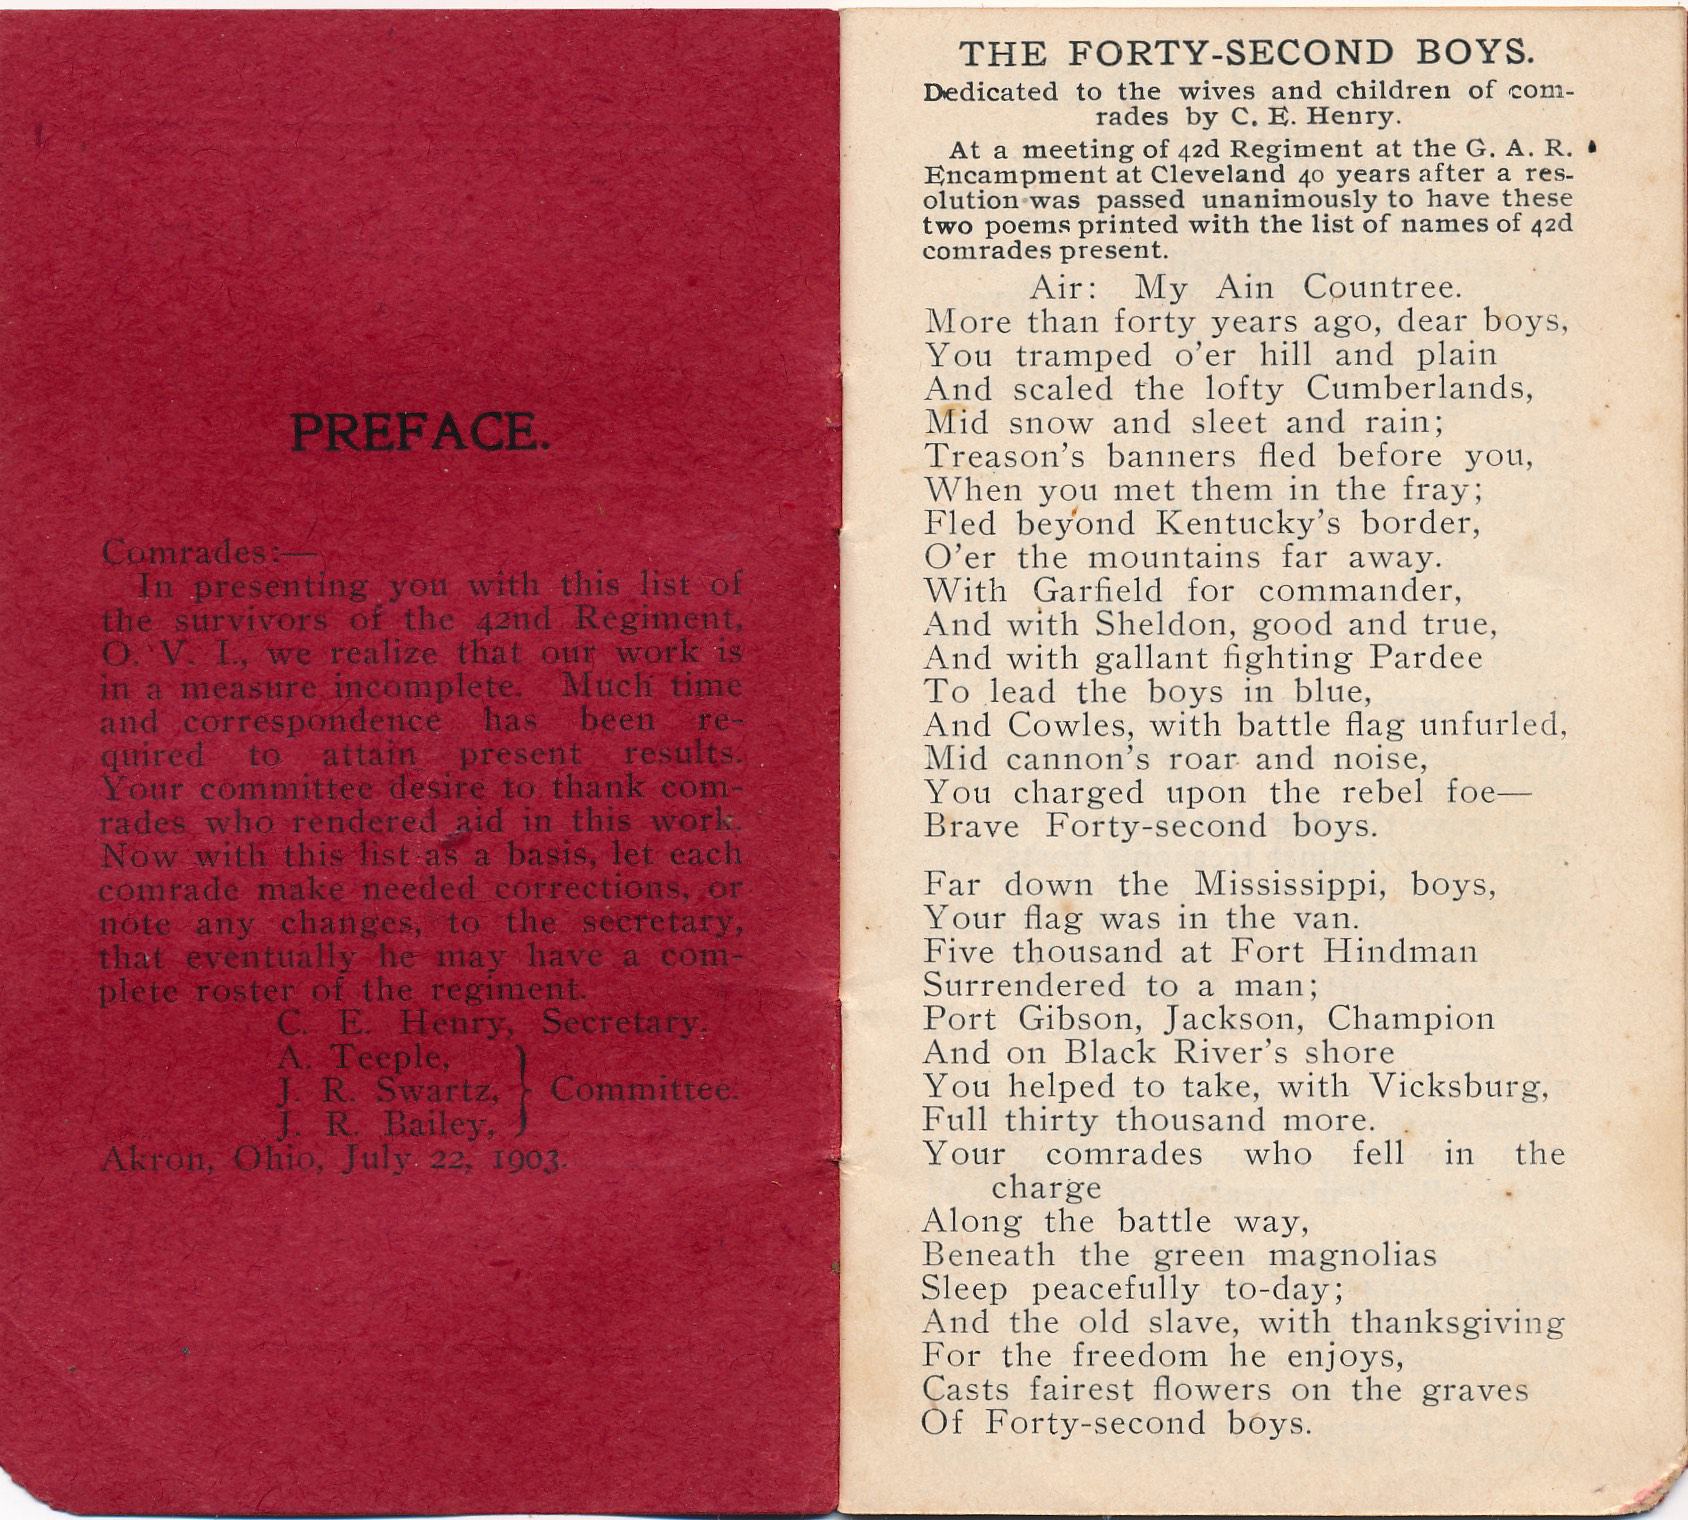 PREFACE.
Comrades:—
In presenting you with this list of
the survivors of the 42nd Regiment,
O. V. I., we realize that our work is
in a measure incomplete. Much time
and correspondence has been re-
quired to attain present results.
Your committee desire to thank com-
rades who rendered aid in this work.
Now with this list as a basis, let each
comrade make needed corrections, or
note any changes, to the secretary,
that eventually he may have a com-
plete roster of the regiment.
C. E. Henry, Secretary.
A. Teeple,
J. R. Swartz, } Committee.
J. R. Bailey,
Akron, Ohio, July 22, 1903.
THE FORTY-SECOND BOYS.
Dedicated to the wives and children of com-
rades by C. E. Henry.
At a meeting of 42d Regiment at the G. A. R.
Encampment at Cleveland 40 years after a res-
olution was passed unanimously to have these
two poems printed with the list of names of 42d
comrades present.
Air: My Ain Countree.
More than forty years ago, dear boys,
You tramped o'er hill and plain
And scaled the lofty Cumberlands,
Mid snow and sleet and rain;
Treason's banners fled before you,
When you met them in the fray;
Fled beyond Kentucky's border,
O'er the mountains far away.
With Garfield for commander,
And with Sheldon, good and true,
And with gallant fighting Pardee
To lead the boys in blue,
And Cowles, with battle flag unfurled,
Mid cannon's roar and noise,
You charged upon the rebel foe—
Brave Forty-second boys.
Far down the Mississippi, boys,
Your flag was in the van.
Five thousand at Fort Hindman
Surrendered to a man;
Port Gibson, Jackson, Champion
And on Black River's shore
You helped to take, with Vicksburg,
Full thirty thousand more.
Your comrades who fell in the
charge
Along the battle way,
Beneath the green magnolias
Sleep peacefully to-day;
And the old slave, with thanksgiving
For the freedom he enjoys,
Casts fairest flowers on the graves
Of Forty-second boys.